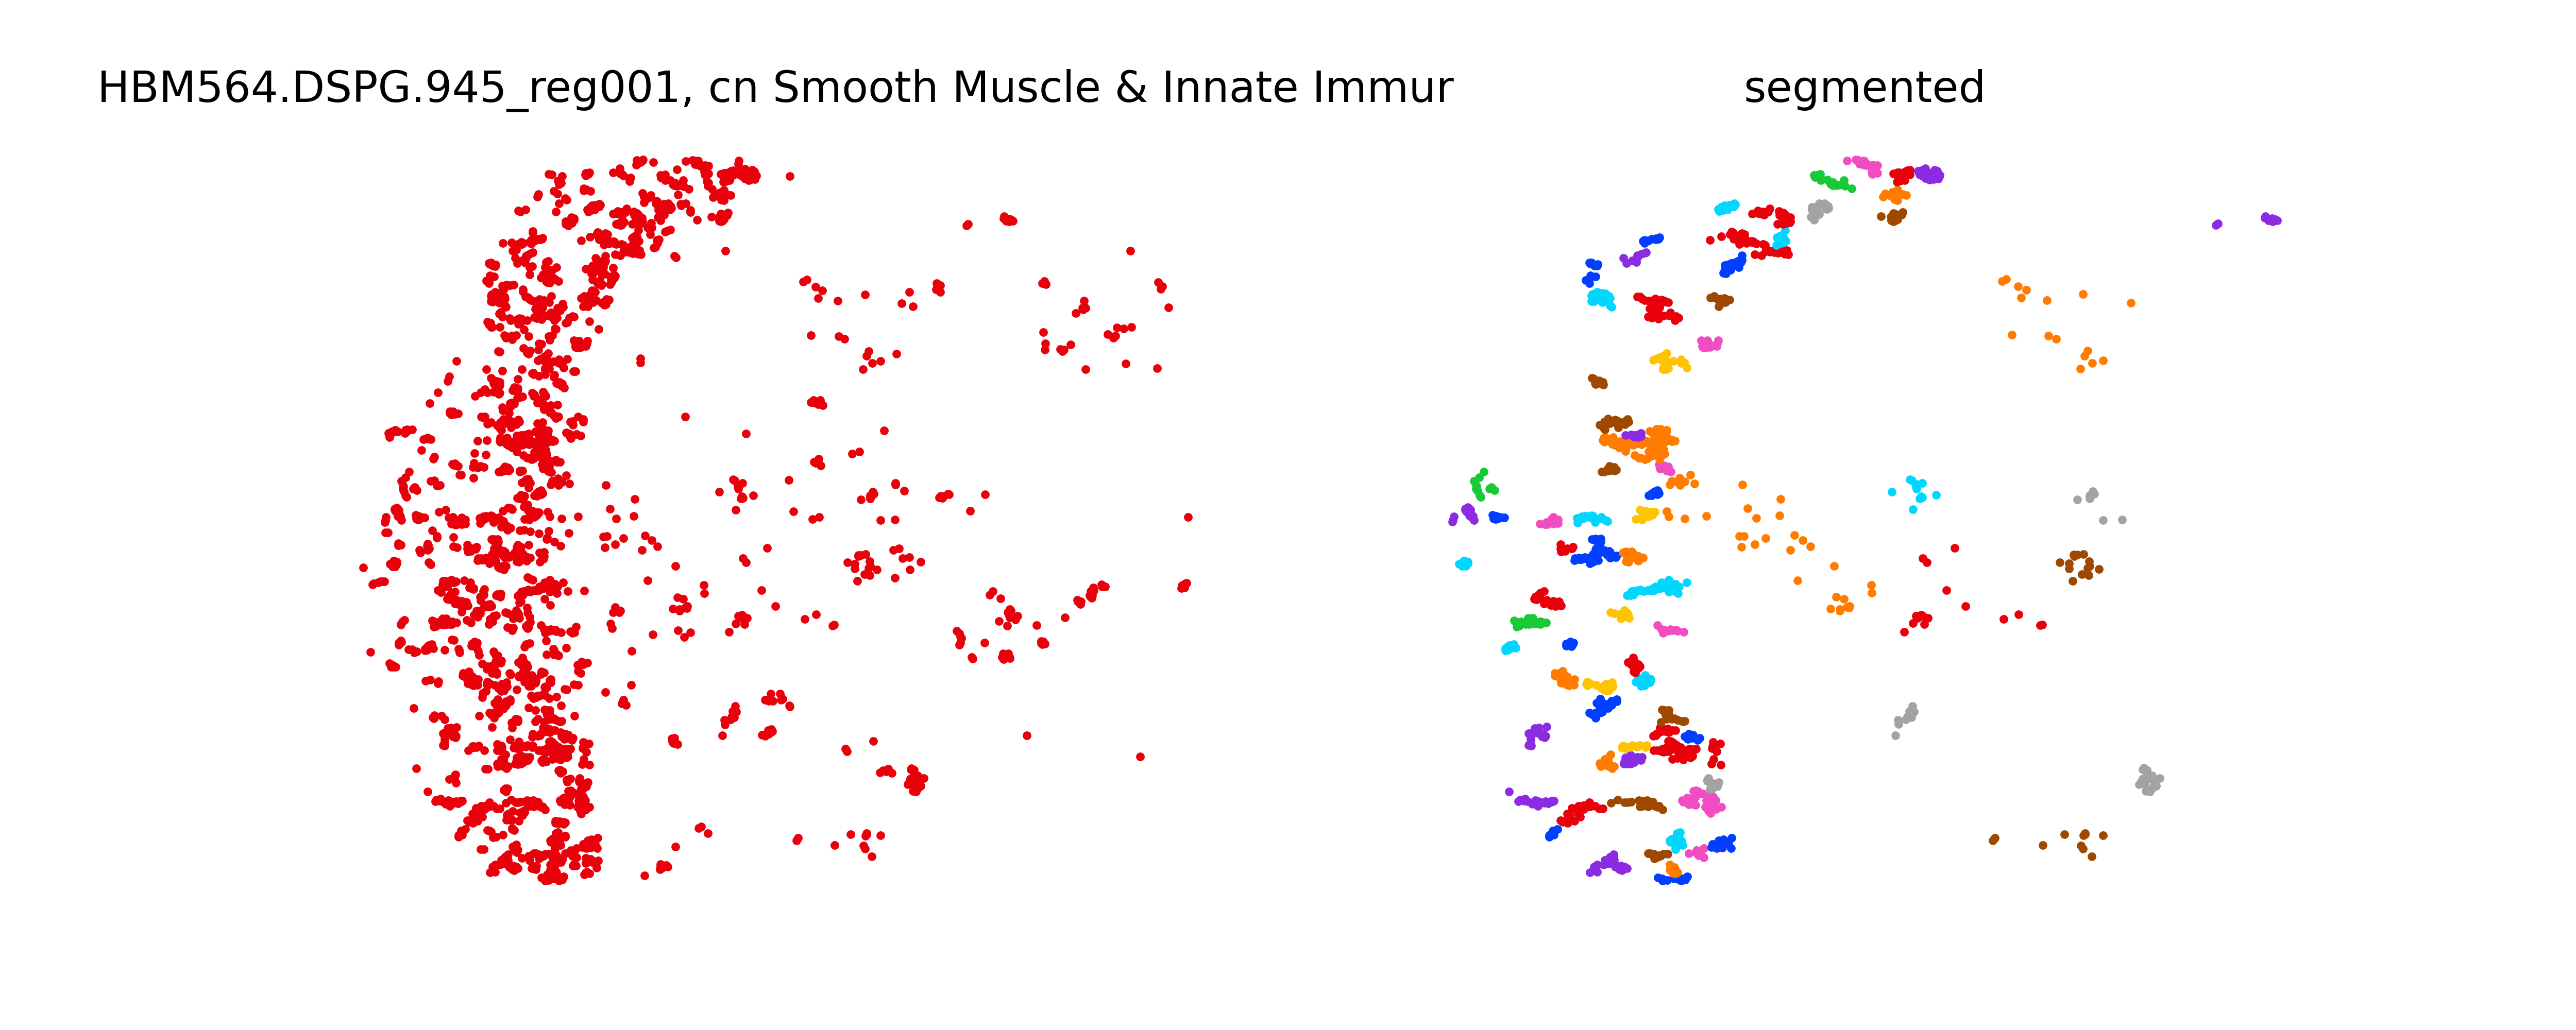 HBM564.DSPG.945_reg001, cn Smooth Muscle & Innate Immur
segmented